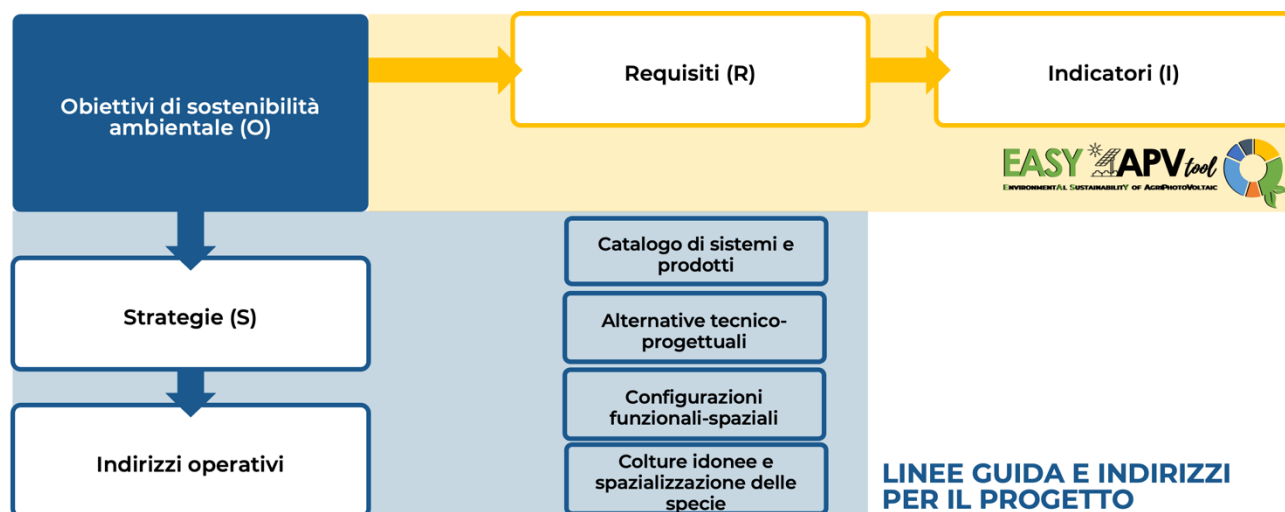 Obiettivi di sostenibilità
ambientale (O)
Requisiti (R)
Indicatori (I)
EASY APV tool
ENVIRONMENTAL SUSTAINABILITY OF AGRIPHOTOVOLTAIC
Strategie (S)
Indirizzi operativi
Catalogo di sistemi e
prodotti
Alternative tecnico-
progettuali
Configurazioni
funzionali-spaziali
Colture idonee e
spazializzazione delle
specie
LINEE GUIDA E INDIRIZZI
PER IL PROGETTO